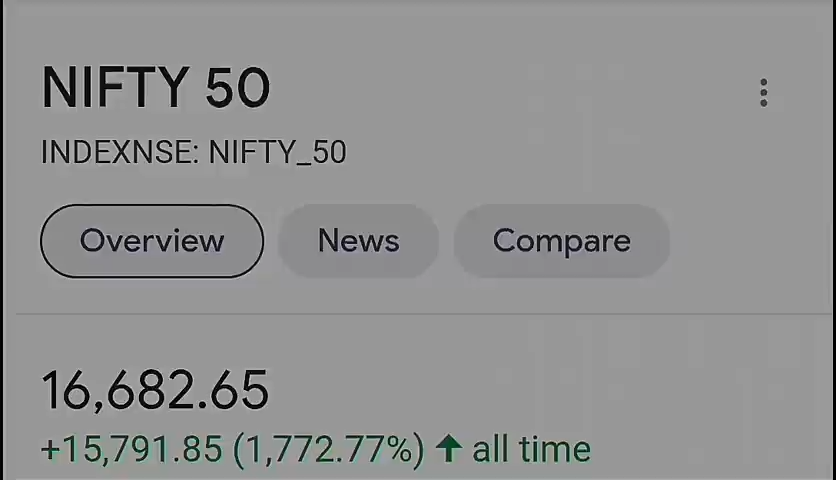 NIFTY 50
INDEXNSE: NIFTY_50
Overview News Compare
16,682.65
+15,791.85 (1,772.77%) ↑ all time